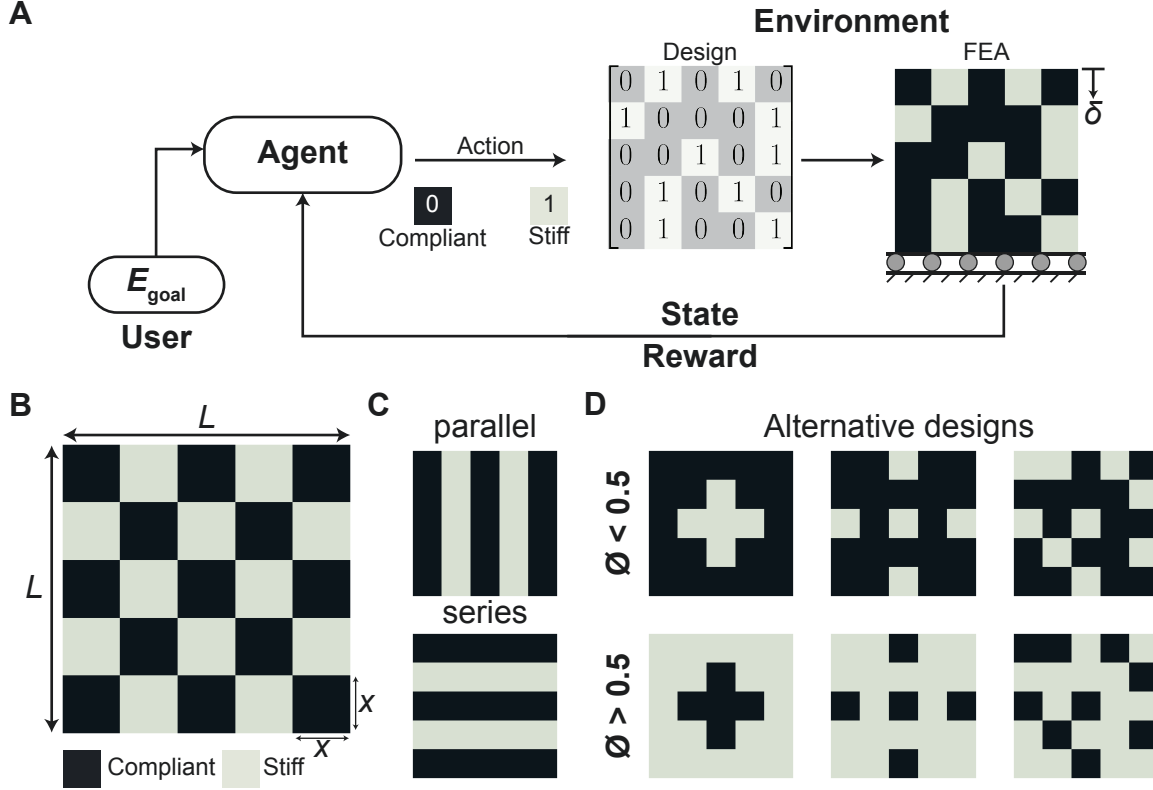 A
Environment
Design
FEA
0 1 0 1 0
1 0 0 0 1
0 0 1 0 1
0 1 0 1 0
0 1 0 0 1
δ
Agent
Action
0
Compliant
1
Stiff
E goal
User
State
Reward
B
L
L
x
x
Compliant
Stiff
C
parallel
series
D
Alternative designs
Ø < 0.5
Ø > 0.5